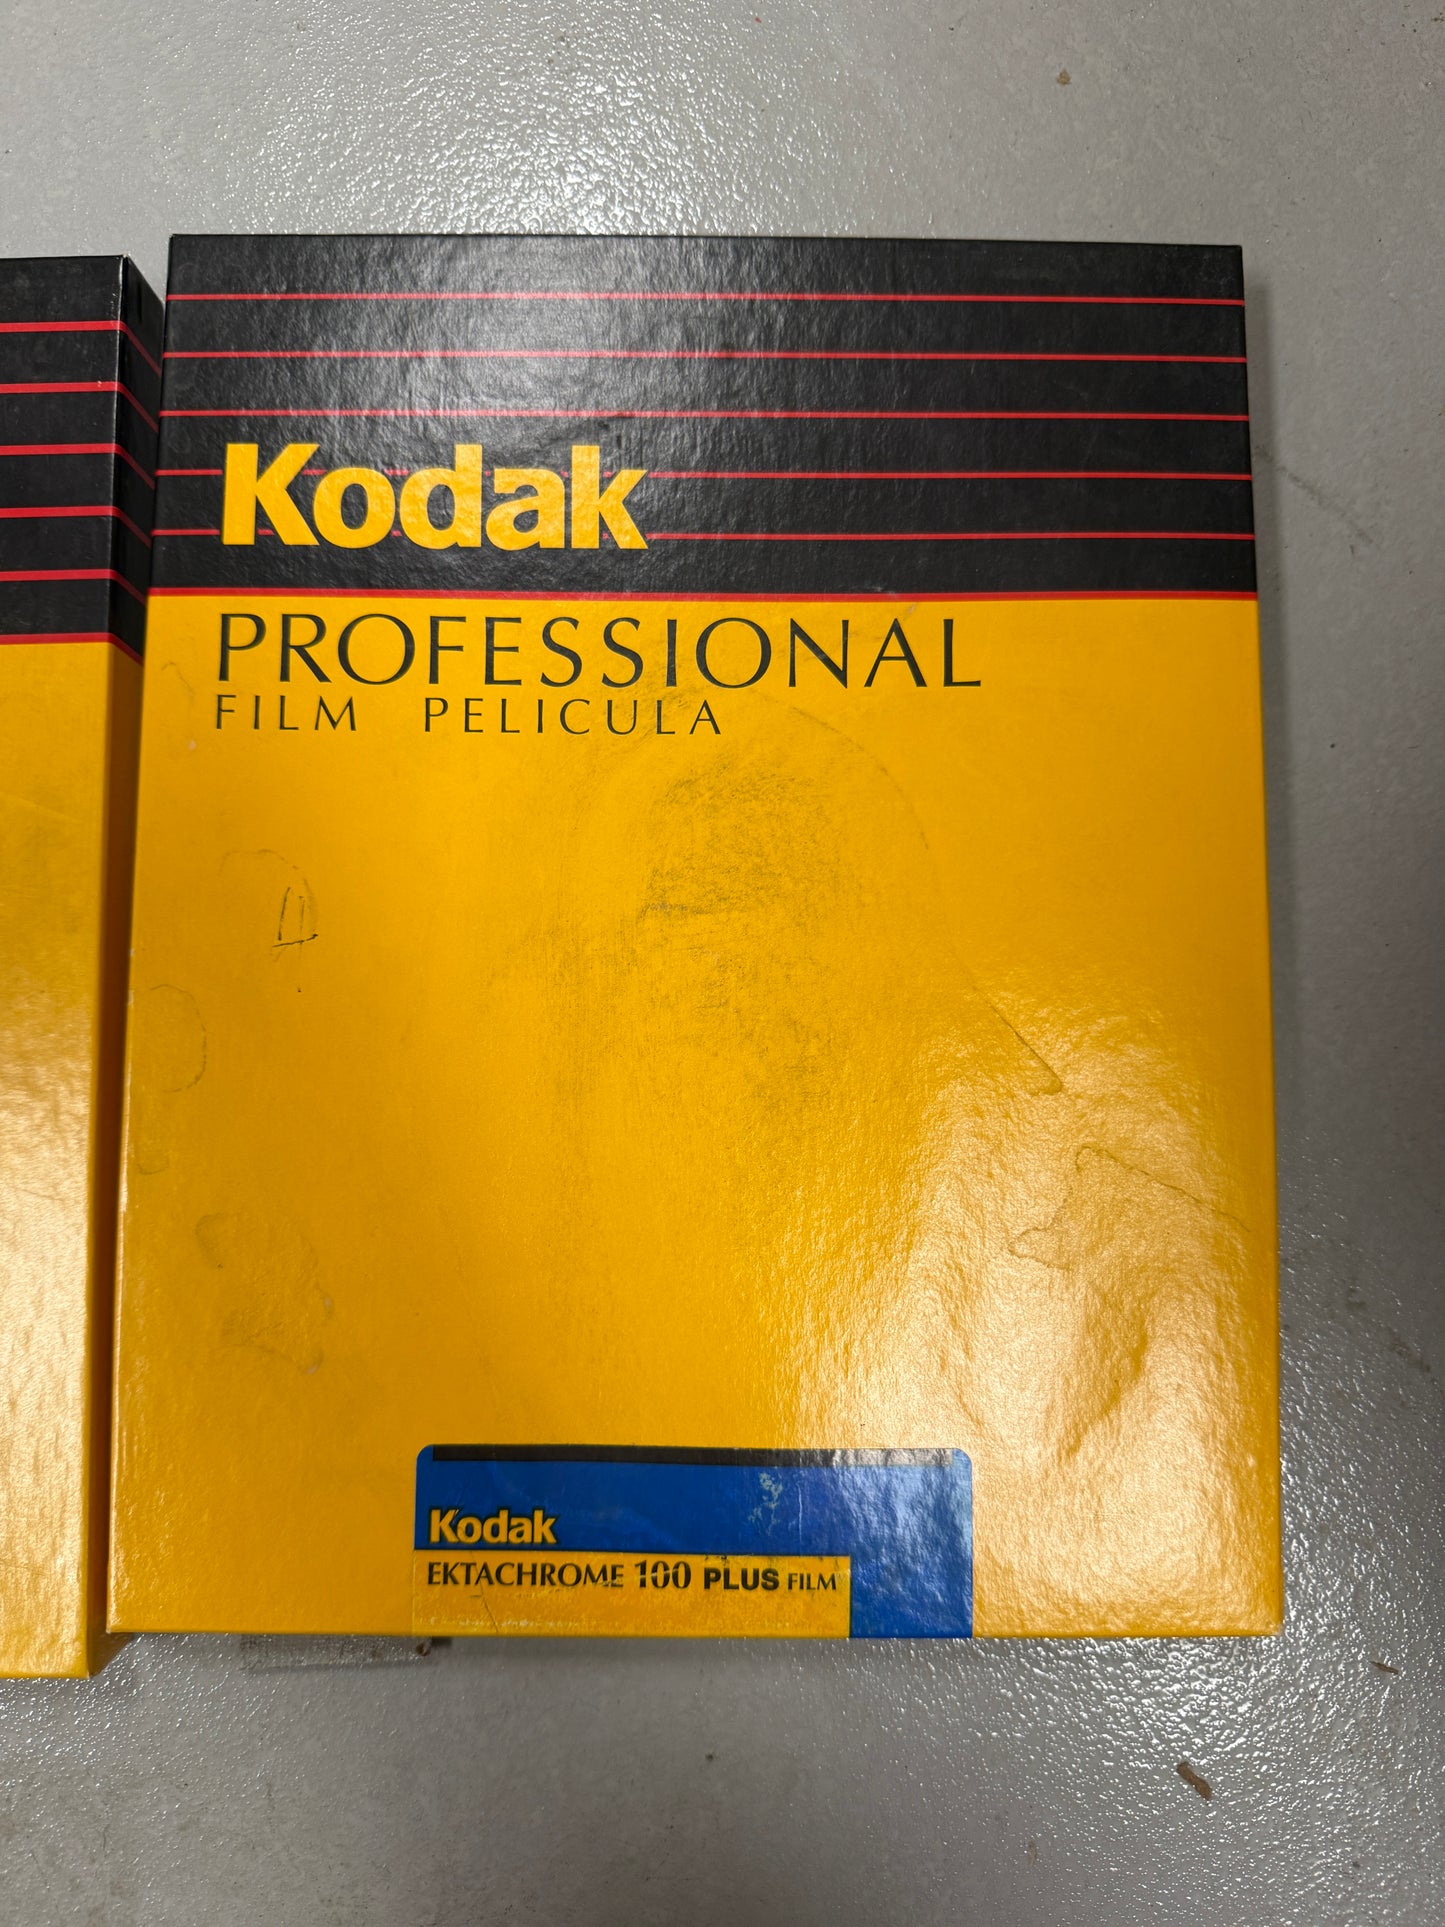 Kodak
PROFESSIONAL
FILM PELICULA
Kodak
EKTACHROME 100 PLUS FILM